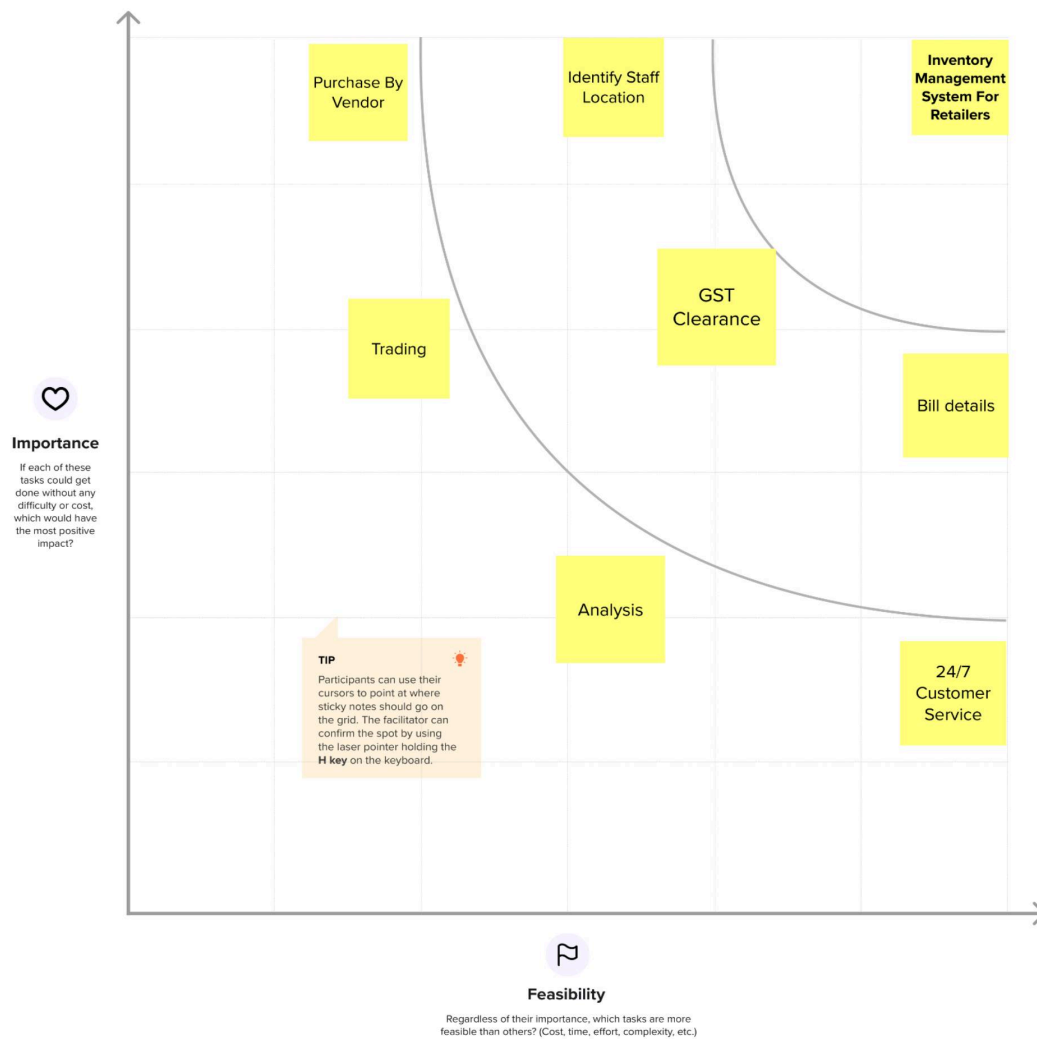 Purchase By
Vendor
Identify Staff
Location
Inventory
Management
System For
Retailers
GST
Clearance
Trading
Bill details
Importance
If each of these
tasks could get
done without any
difficulty or cost,
which would have
the most positive
impact?
Analysis
TIP
Participants can use their
cursors to point at where
sticky notes should go on
the grid. The facilitator can
confirm the spot by using
the laser pointer holding the
H key on the keyboard.
24/7
Customer
Service
Feasibility
Regardless of their importance, which tasks are more
feasible than others? (Cost, time, effort, complexity, etc.)